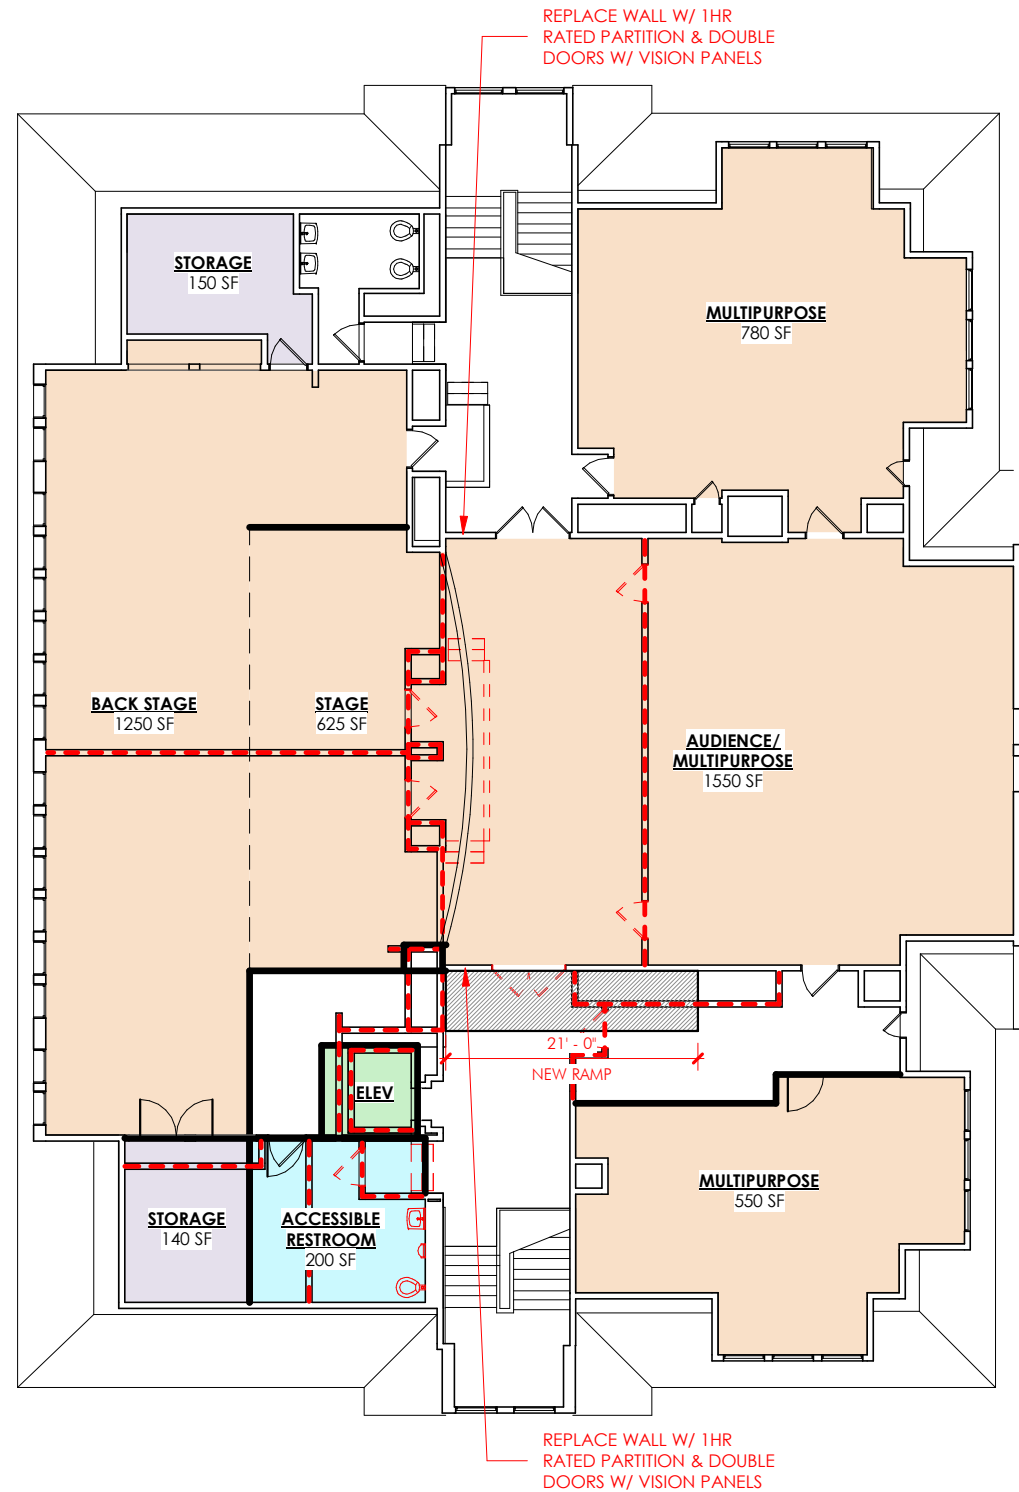 REPLACE WALL W/ 1HR
RATED PARTITION & DOUBLE
DOORS W/ VISION PANELS
STORAGE
150 SF
MULTIPURPOSE
780 SF
BACK STAGE
1250 SF
STAGE
625 SF
AUDIENCE/
MULTIPURPOSE
1550 SF
21' - 0"
NEW RAMP
ELEV
MULTIPURPOSE
550 SF
STORAGE
140 SF
ACCESSIBLE
RESTROOM
200 SF
REPLACE WALL W/ 1HR
RATED PARTITION & DOUBLE
DOORS W/ VISION PANELS